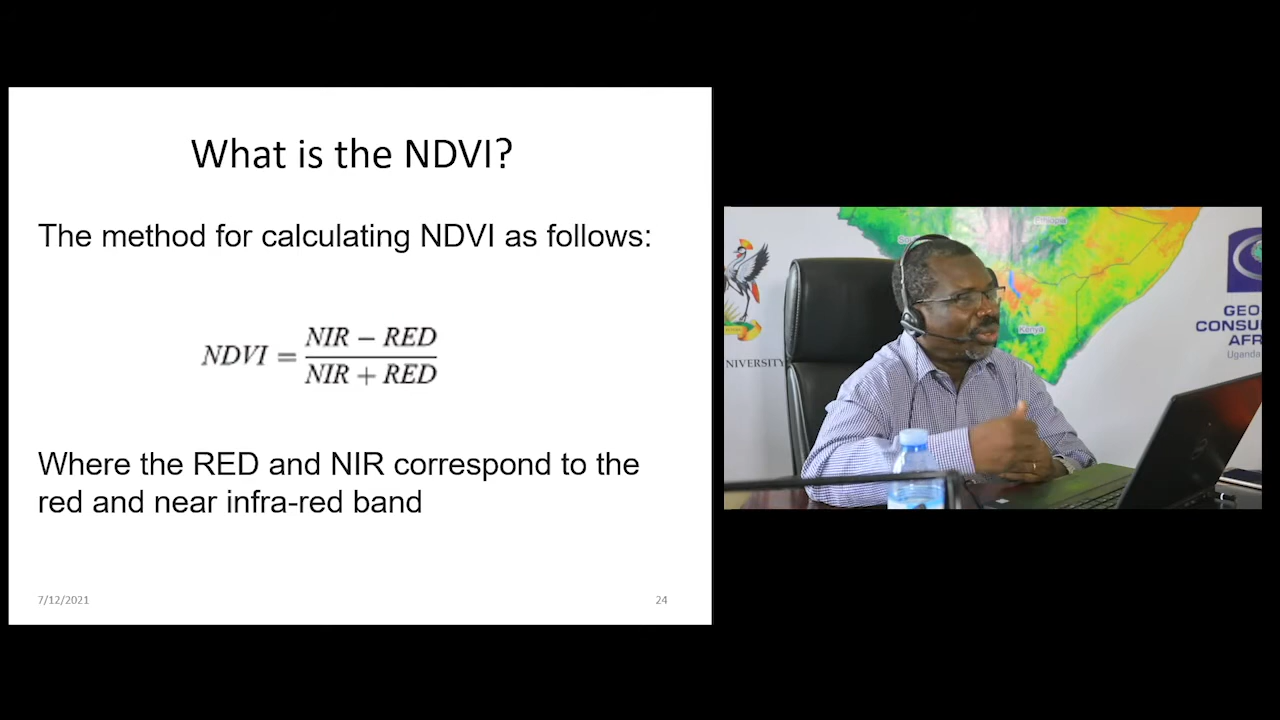 What is the NDVI?
The method for calculating NDVI as follows:
NDVI = NIR − RED / NIR + RED
Where the RED and NIR correspond to the
red and near infra-red band
7/12/2021
24
Ethiopia
Kenya
NIVERSITY
GEO
CONSU
AFR
Uganda